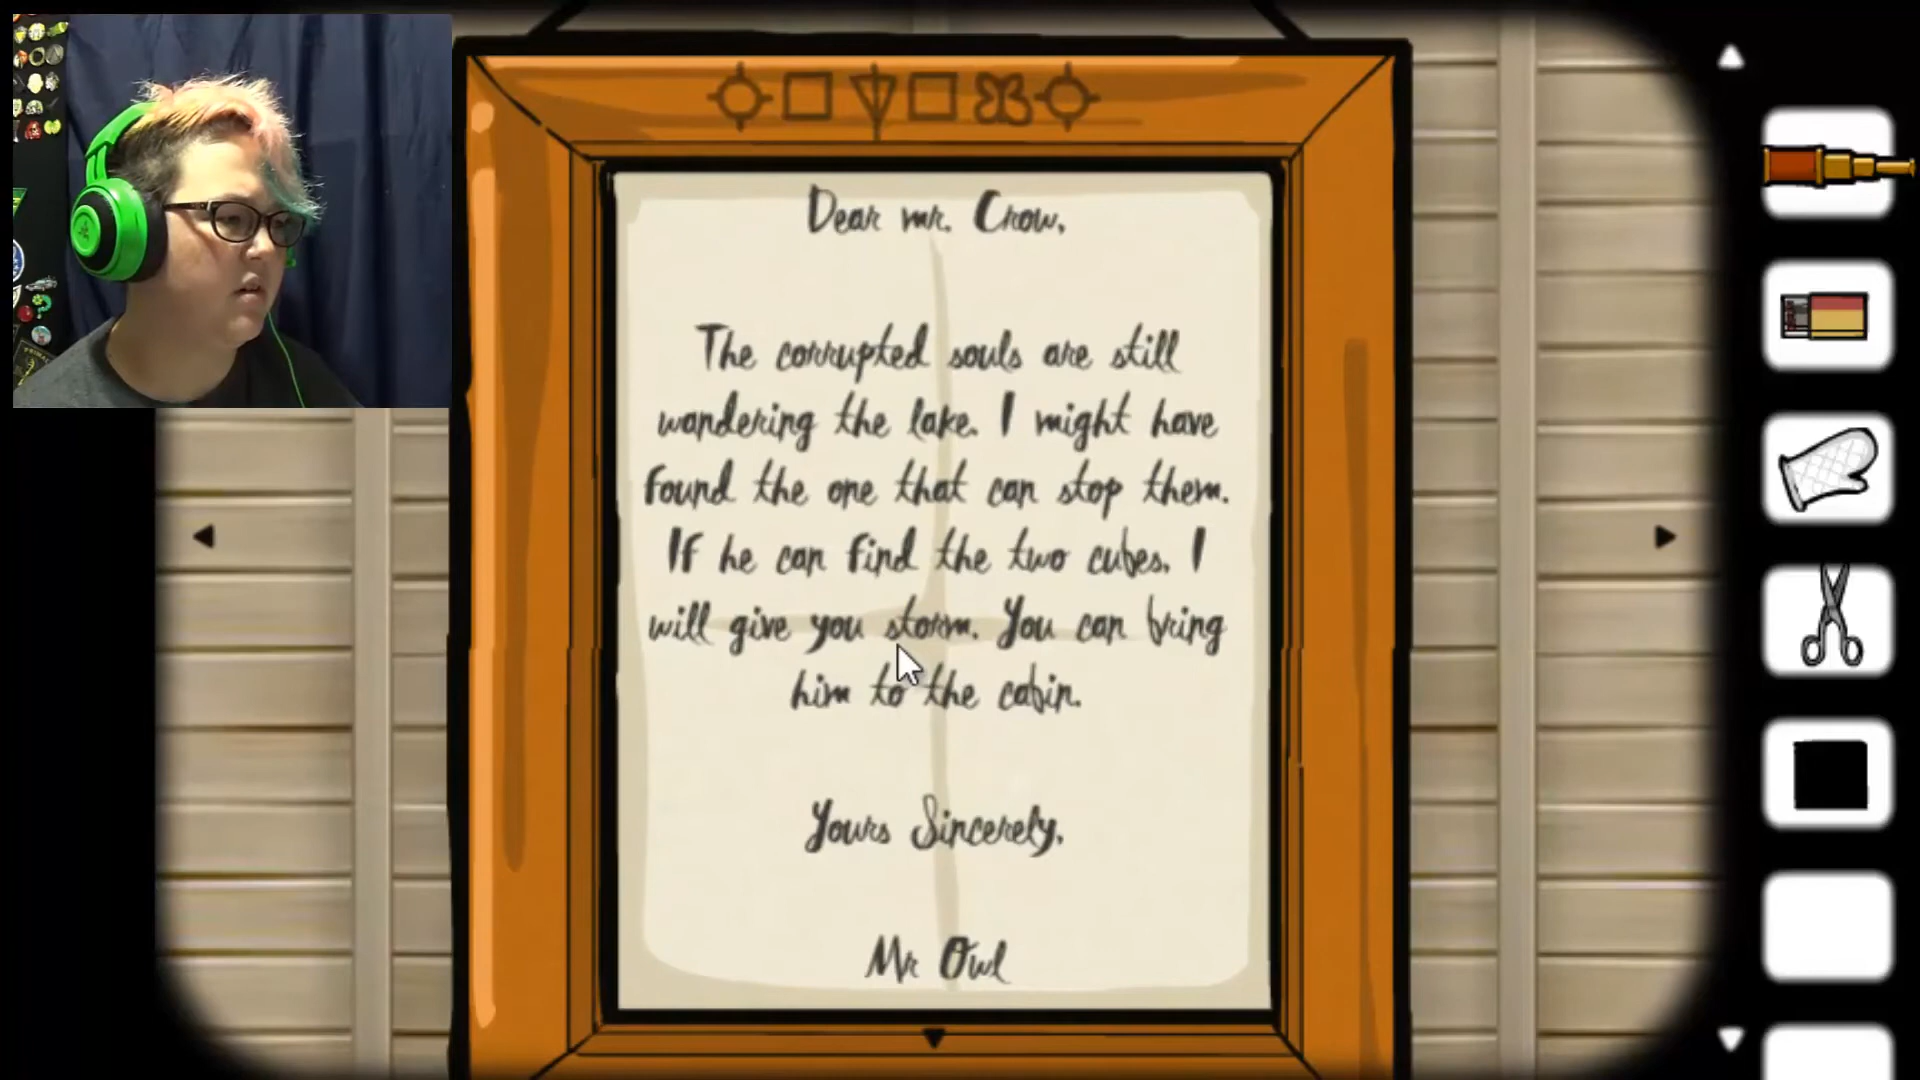 Dear mr. Crow,
The corrupted souls are still
wandering the lake. I might have
found the one that can stop them.
If he can find the two cubes, I
will give you storm. You can bring
him to the cabin.
Yours Sincerely,
Mr Owl